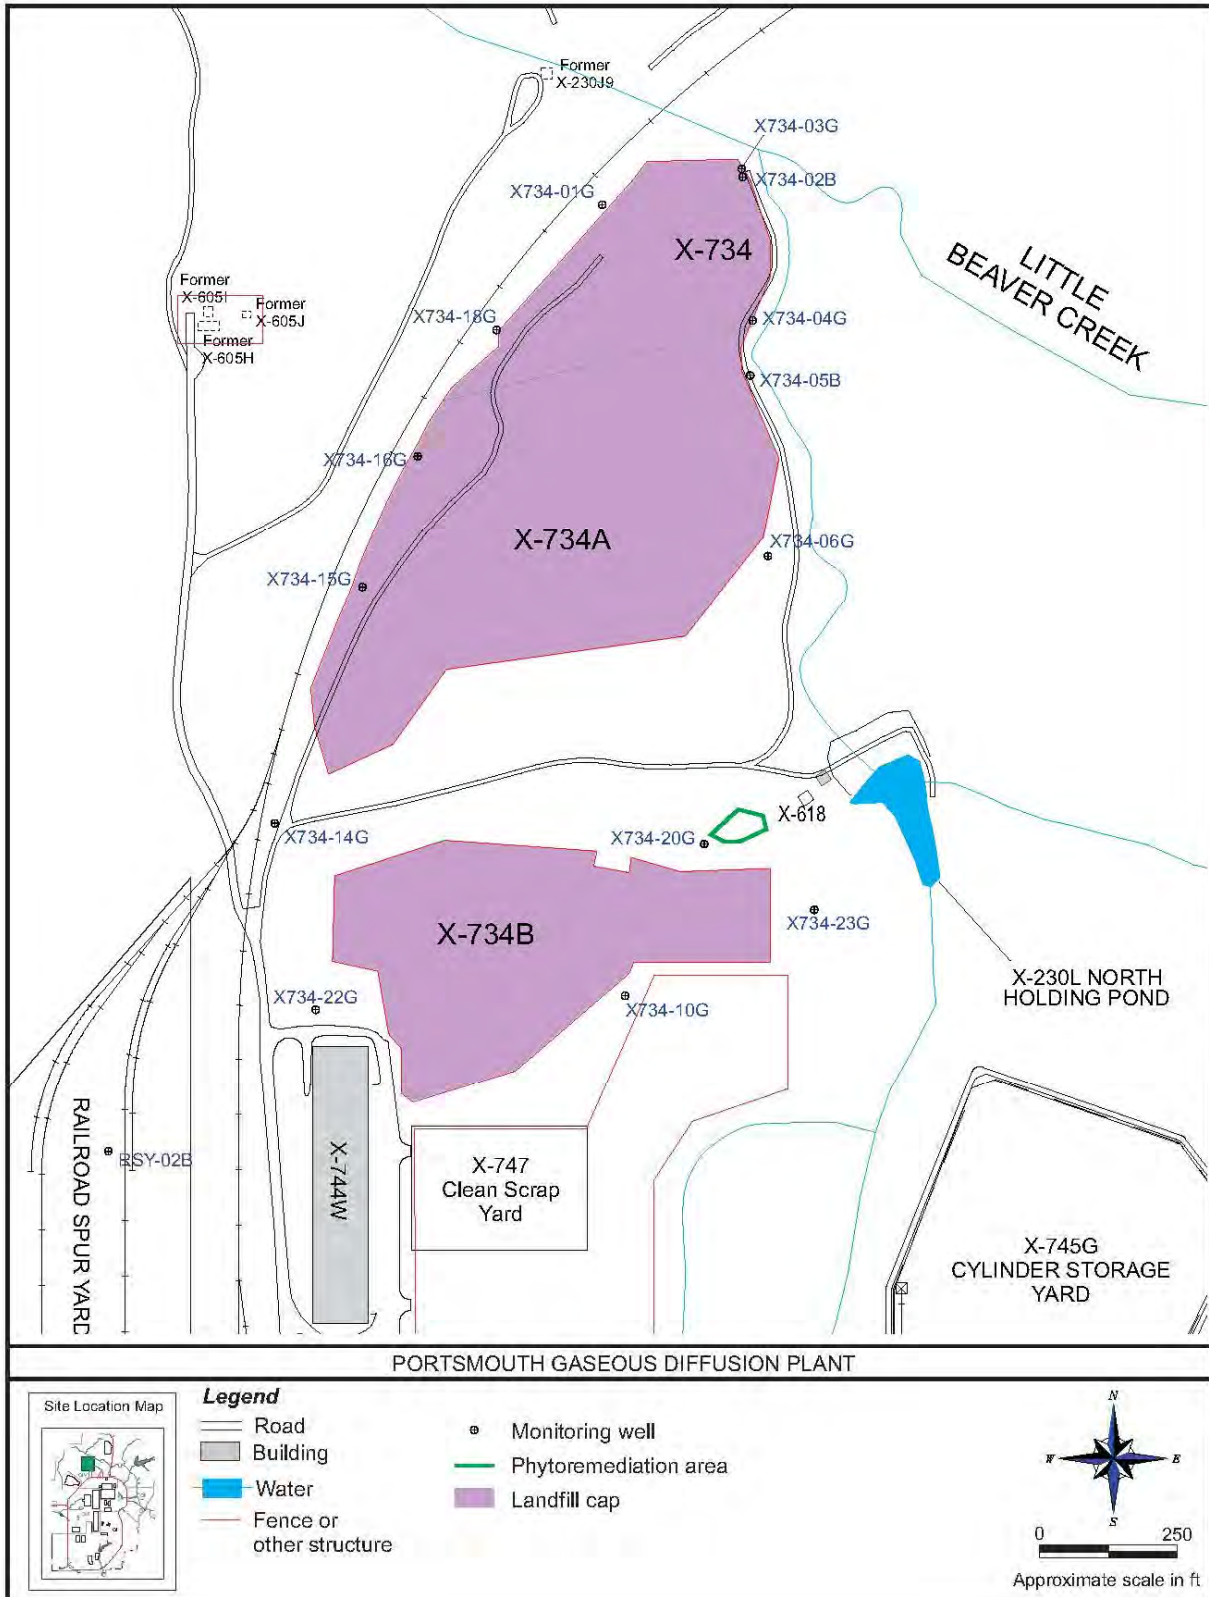 Former
X-230J9
X734-03G
X734-02B
X734-01G
X-734
LITTLE
BEAVER CREEK
Former
X-605I
Former
X-605J
Former
X-605H
X734-18G
X734-04G
X734-05B
X734-16G
X-734A
X734-06G
X734-15G
X-618
X734-14G
X734-20G
X734-23G
X-734B
X-230L NORTH
HOLDING POND
X734-22G
X734-10G
RAILROAD SPUR YARD
RSY-02B
X-744W
X-747
Clean Scrap
Yard
X-745G
CYLINDER STORAGE
YARD
PORTSMOUTH GASEOUS DIFFUSION PLANT
Site Location Map
Legend
Road
Building
Water
Fence or
other structure
Monitoring well
Phytoremediation area
Landfill cap
N
W
E
S
0 250
Approximate scale in ft